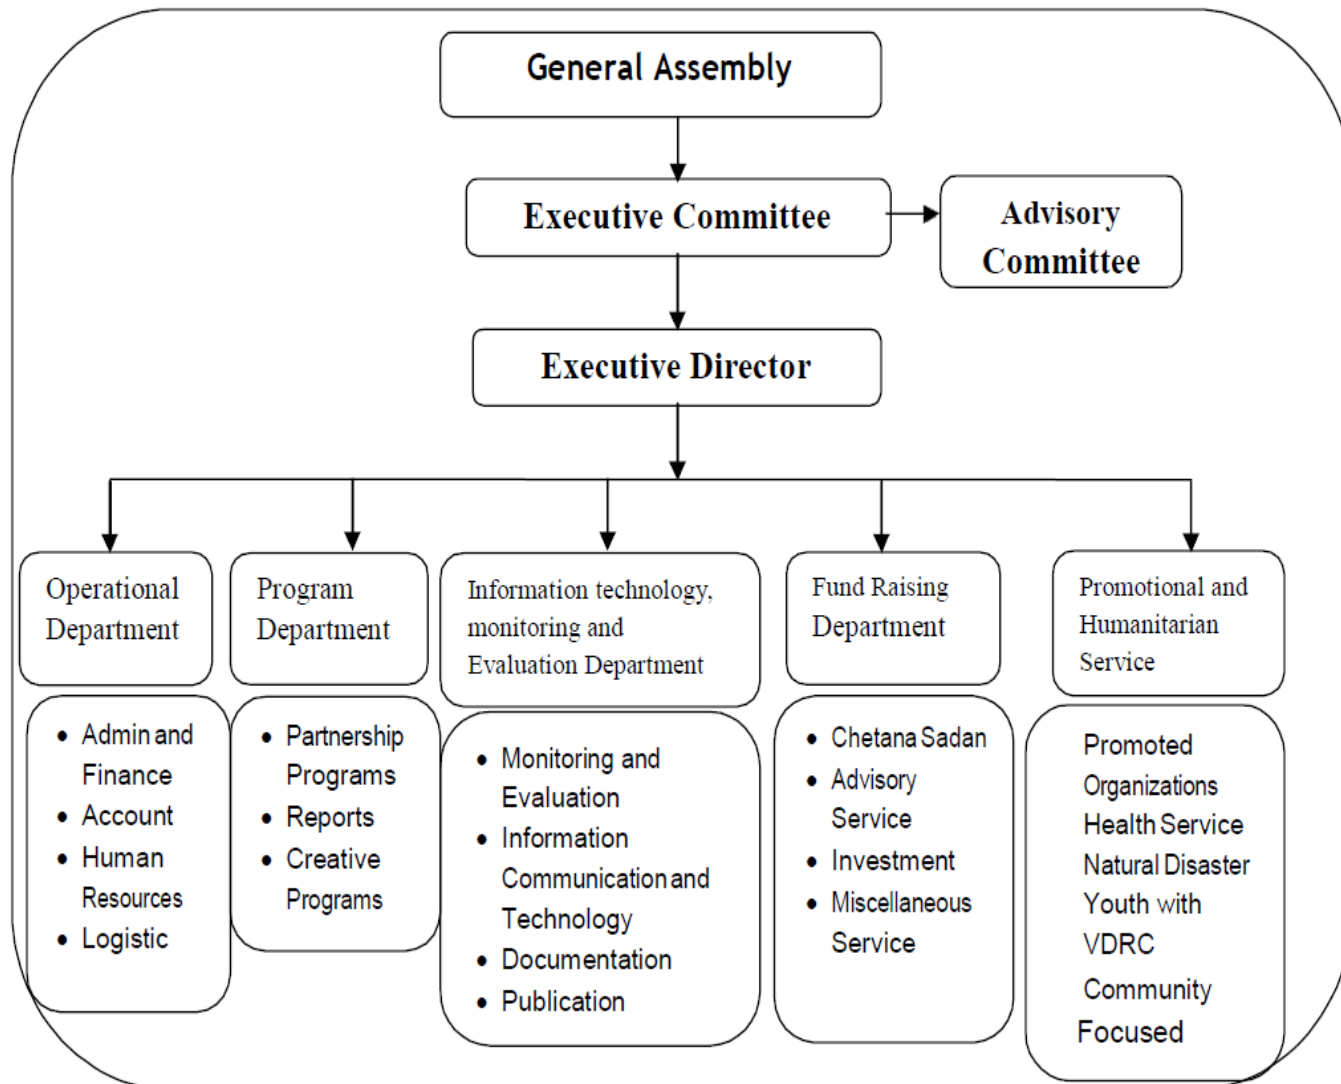 General Assembly
Executive Committee
Advisory
Committee
Executive Director
Operational
Department
Program
Department
Information technology,
monitoring and
Evaluation Department
Fund Raising
Department
Promotional and
Humanitarian
Service
• Admin and
Finance
• Account
• Human
Resources
• Logistic
• Partnership
Programs
• Reports
• Creative
Programs
• Monitoring and
Evaluation
• Information
Communication and
Technology
• Documentation
• Publication
• Chetana Sadan
• Advisory
Service
• Investment
• Miscellaneous
Service
Promoted
Organizations
Health Service
Natural Disaster
Youth with
VDRC
Community
Focused